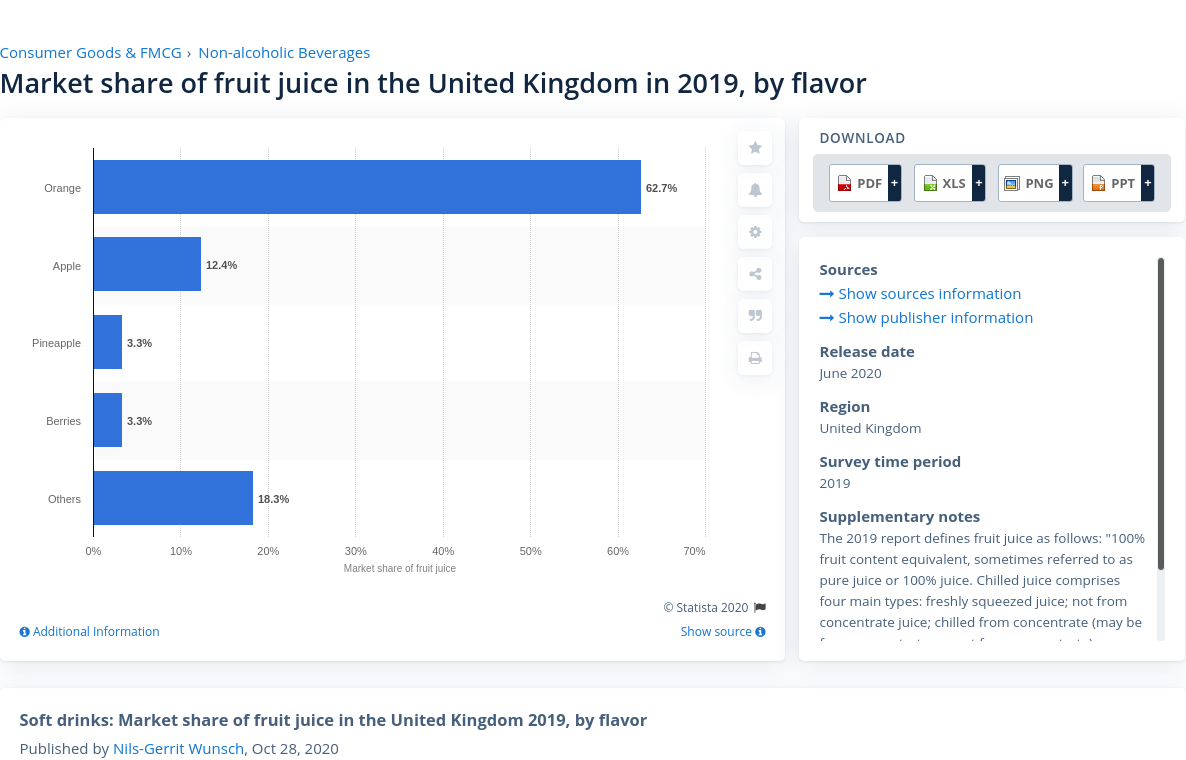 Consumer Goods & FMCG › Non-alcoholic Beverages
Market share of fruit juice in the United Kingdom in 2019, by flavor
Orange
62.7%
Apple
12.4%
Pineapple
3.3%
Berries
3.3%
Others
18.3%
0% 10% 20% 30% 40% 50% 60% 70%
Market share of fruit juice
© Statista 2020
Additional Information
Show source
DOWNLOAD
PDF + XLS + PNG + PPT +
Sources
Show sources information
Show publisher information
Release date
June 2020
Region
United Kingdom
Survey time period
2019
Supplementary notes
The 2019 report defines fruit juice as follows: "100%
fruit content equivalent, sometimes referred to as
pure juice or 100% juice. Chilled juice comprises
four main types: freshly squeezed juice; not from
concentrate juice; chilled from concentrate (may be
Soft drinks: Market share of fruit juice in the United Kingdom 2019, by flavor
Published by Nils-Gerrit Wunsch, Oct 28, 2020